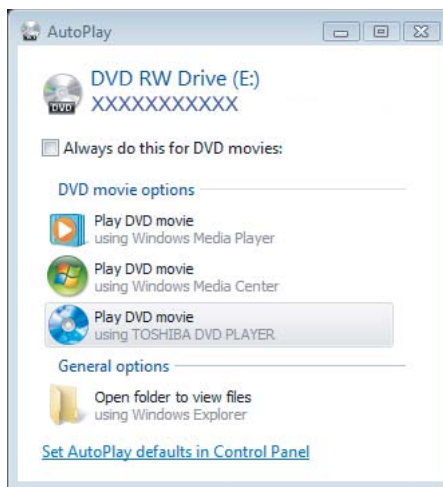 AutoPlay
DVD RW Drive (E:)
DVD
XXXXXXXXXXX
Always do this for DVD movies:
DVD movie options
Play DVD movie
using Windows Media Player
Play DVD movie
using Windows Media Center
Play DVD movie
using TOSHIBA DVD PLAYER
General options
Open folder to view files
using Windows Explorer
Set AutoPlay defaults in Control Panel